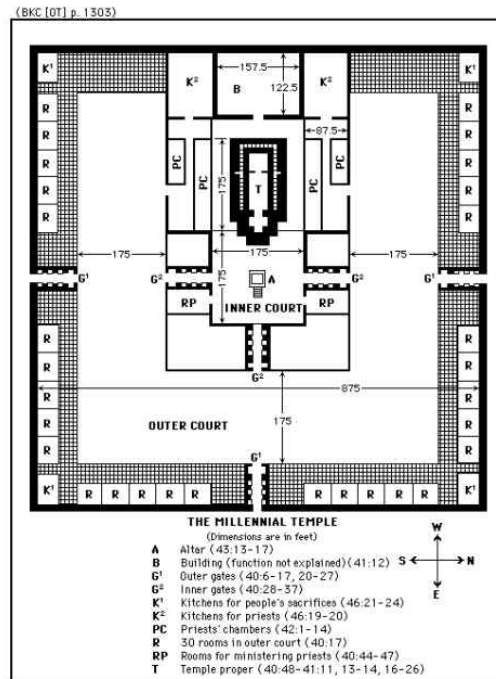 (BKC [OT] p. 1303)
K¹ K² 157.5 B 122.5 K² K¹
87.5
R R
R R
R PC PC PC PC R
R 175 T R
R R
175 175 175
175
G¹ G² A G² G¹
RP INNER COURT RP
R R
R G² R
R 875 R
R OUTER COURT 175 R
R R
G¹
K¹ R R R R R R R R R R K¹
THE MILLENNIAL TEMPLE
(Dimensions are in feet)
A Altar (43:13-17)
B Building (function not explained) (41:12)
G¹ Outer gates (40:6-17, 20-27)
G² Inner gates (40:28-37)
K¹ Kitchens for people's sacrifices (46:21-24)
K² Kitchens for priests (46:19-20)
PC Priests' chambers (42:1-14)
R 30 rooms in outer court (40:17)
RP Rooms for ministering priests (40:44-47)
T Temple proper (40:48-41:11, 13-14, 16-26)
W
S N
E